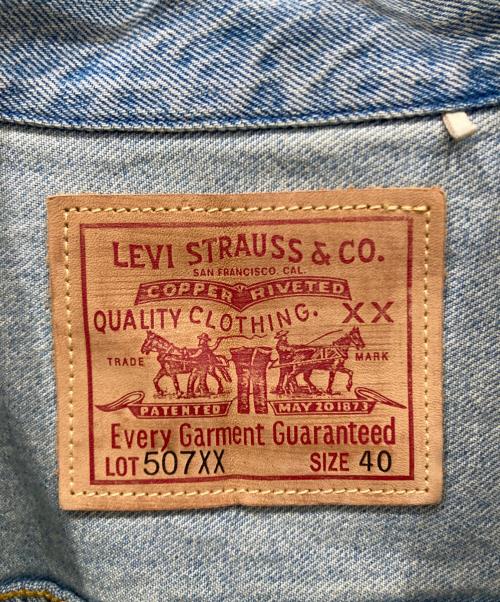 LEVI STRAUSS & CO.
SAN FRANCISCO. CAL.
COPPER RIVETED
QUALITY CLOTHING. XX
TRADE MARK
PATENTED MAY 20 1873
Every Garment Guaranteed
LOT 507XX SIZE 40